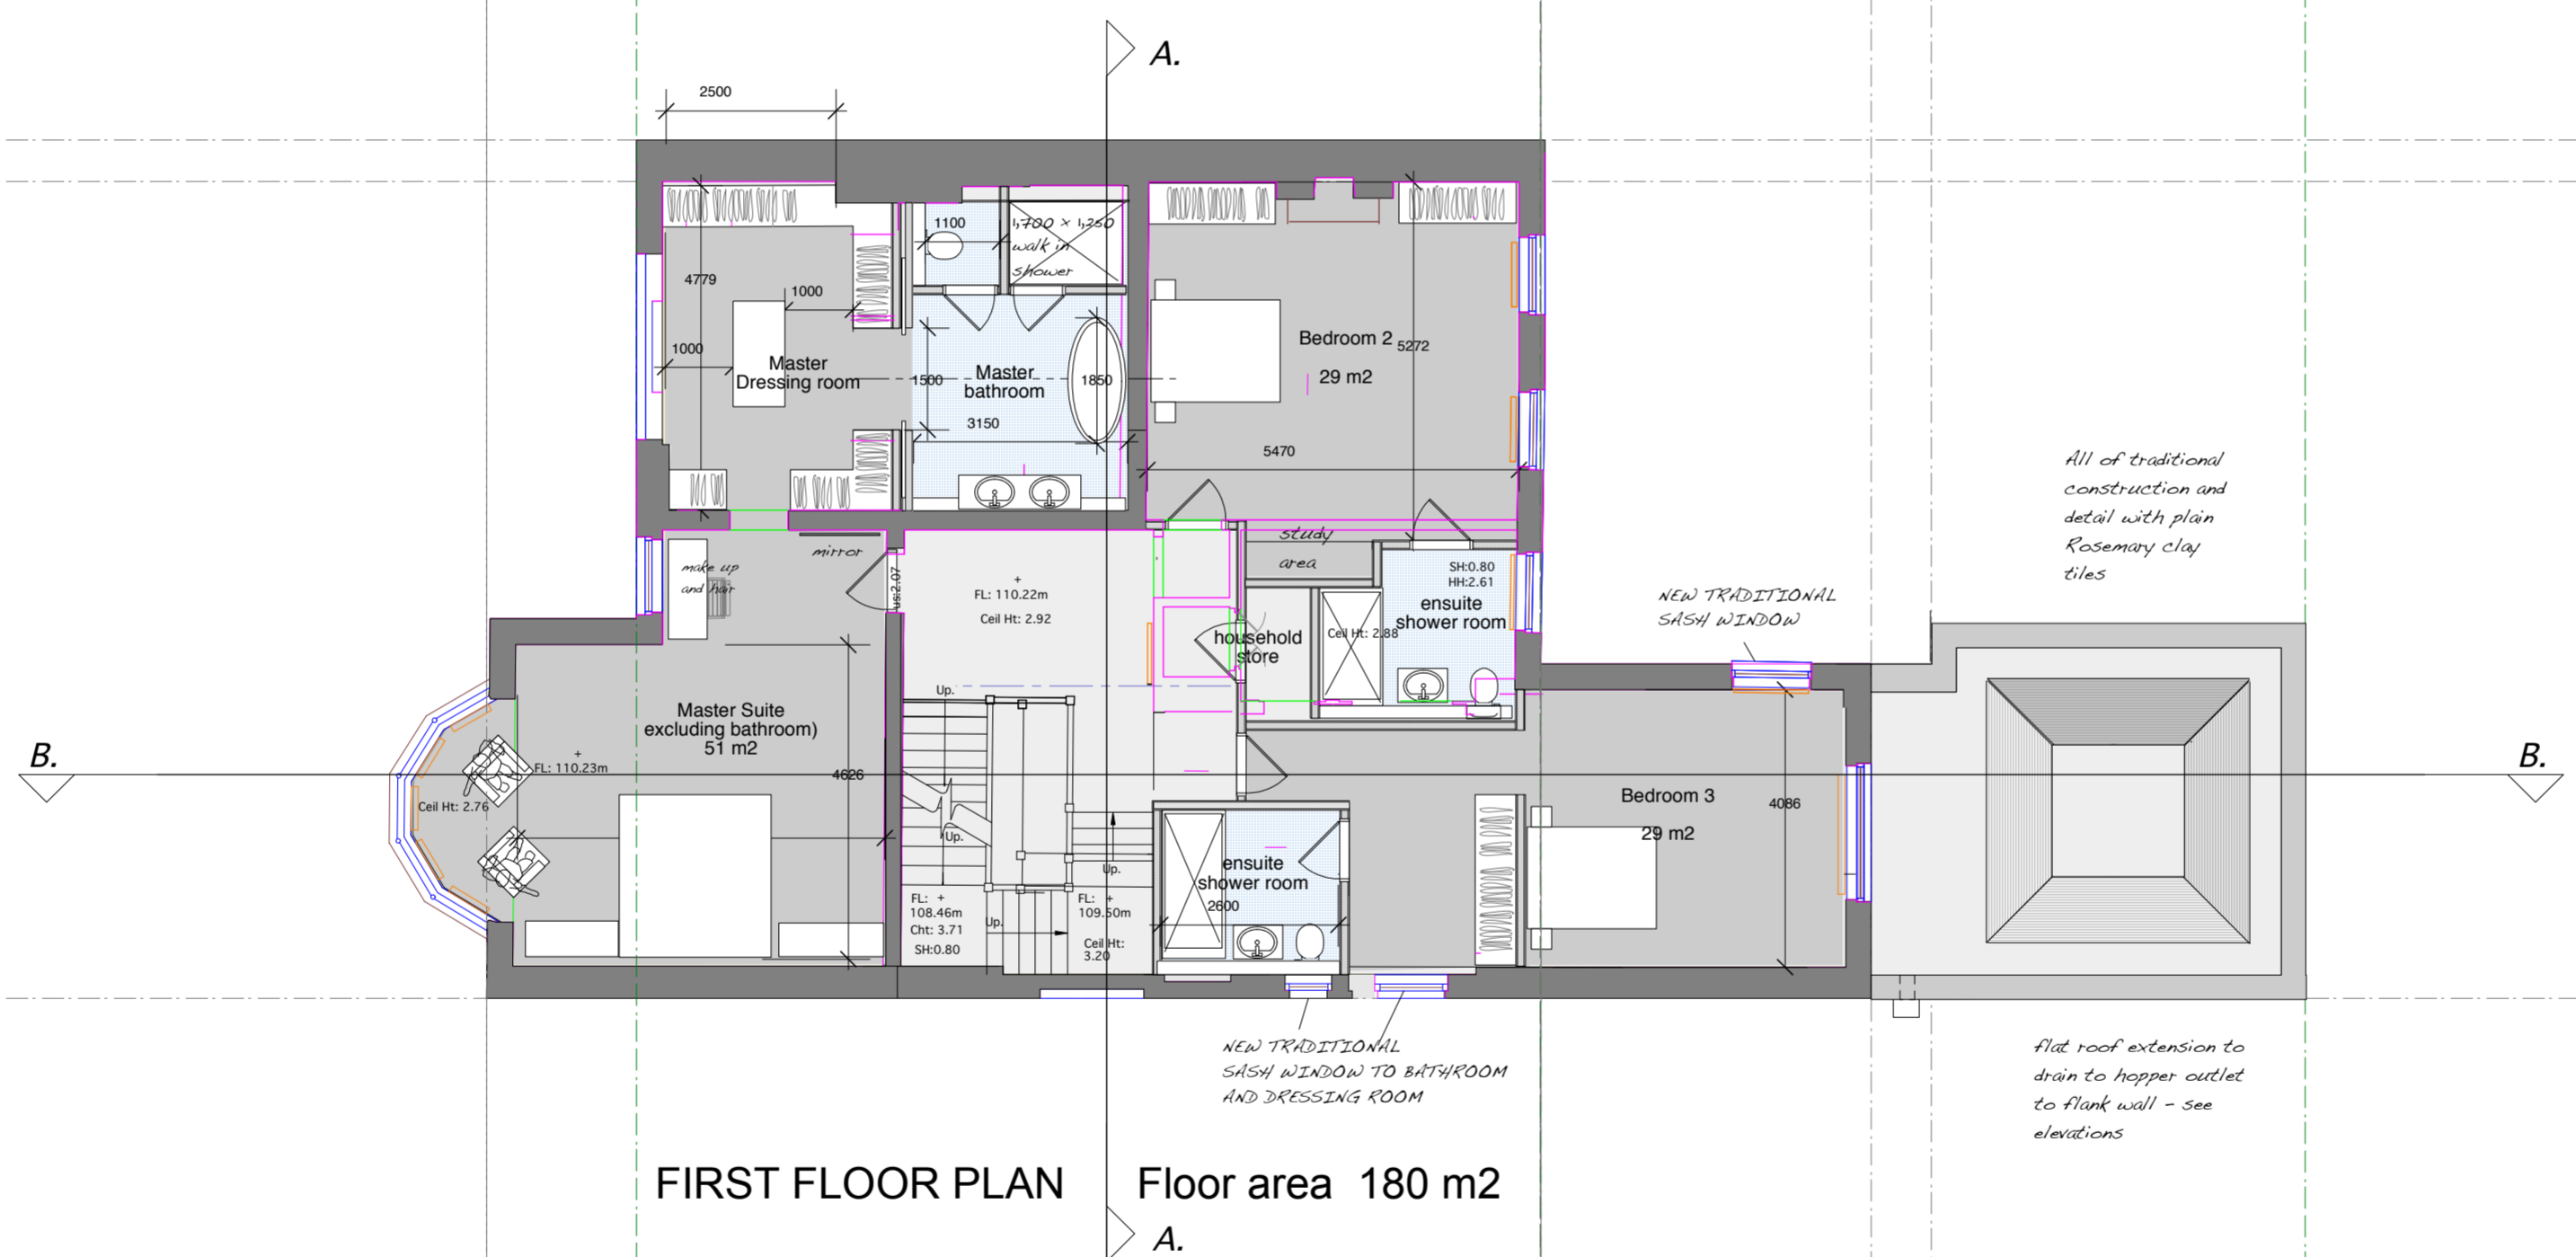 A.
2500
1100
1,700 x 1,250
walk in
shower
4779
1000
1000
Master
Dressing room
1500
Master
bathroom
1850
3150
Bedroom 2
5272
29 m2
5470
mirror
make up
and hair
us:2.07
FL: 110.22m
Ceil Ht: 2.92
study
area
SH:0.80
HH:2.61
ensuite
shower room
Ceil Ht: 2.88
household
store
NEW TRADITIONAL
SASH WINDOW
All of traditional
construction and
detail with plain
Rosemary clay
tiles
Up.
Master Suite
excluding bathroom)
51 m2
B.
FL: 110.23m
4626
Ceil Ht: 2.76
Up.
Up.
Up.
FL:
108.46m
Cht: 3.71
SH:0.80
FL:
109.50m
Ceil Ht:
3.20
ensuite
shower room
2600
Bedroom 3
4086
29 m2
B.
NEW TRADITIONAL
SASH WINDOW TO BATHROOM
AND DRESSING ROOM
flat roof extension to
drain to hopper outlet
to flank wall - see
elevations
FIRST FLOOR PLAN Floor area 180 m2
A.